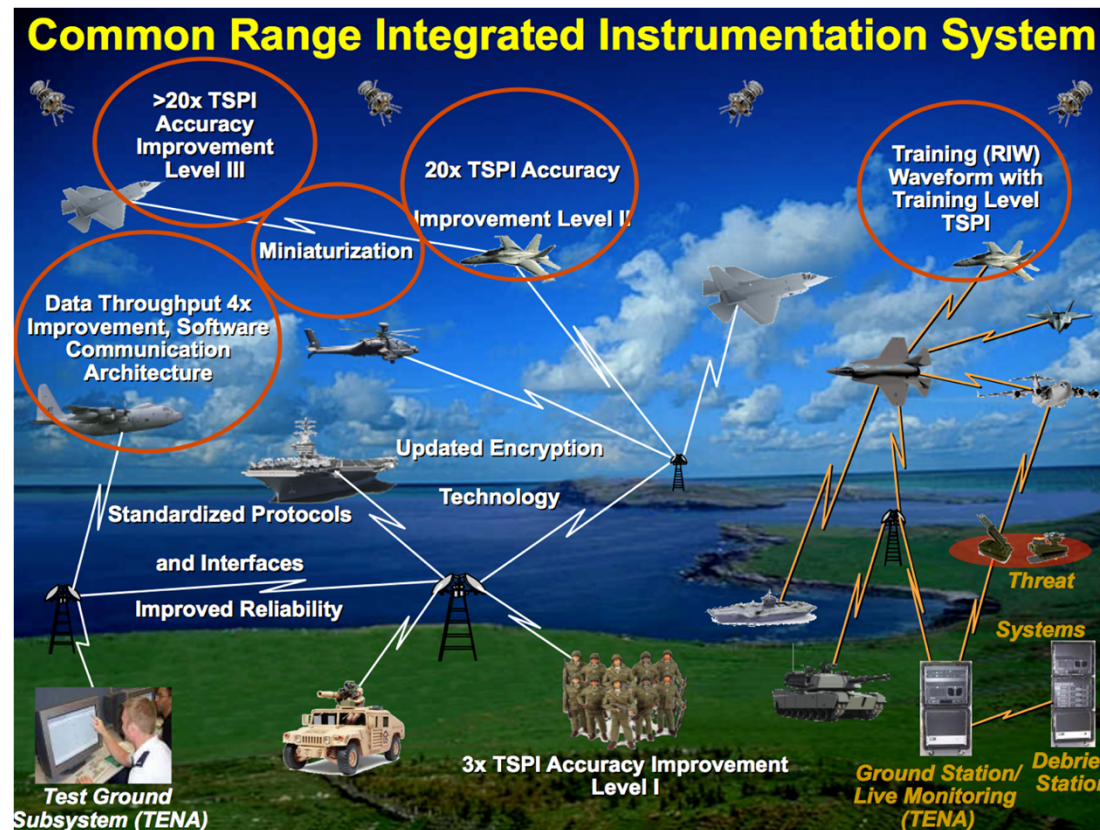 Common Range Integrated Instrumentation System
>20x TSPI
Accuracy
Improvement
Level III
20x TSPI Accuracy
Improvement Level II
Training (RIW)
Waveform with
Training Level
TSPI
Miniaturization
Data Throughput 4x
Improvement, Software
Communication
Architecture
Updated Encryption
Technology
Standardized Protocols
and Interfaces
Improved Reliability
Threat
Systems
3x TSPI Accuracy Improvement
Level I
Test Ground
Subsystem (TENA)
Ground Station/
Live Monitoring
(TENA)
Debrief
Station